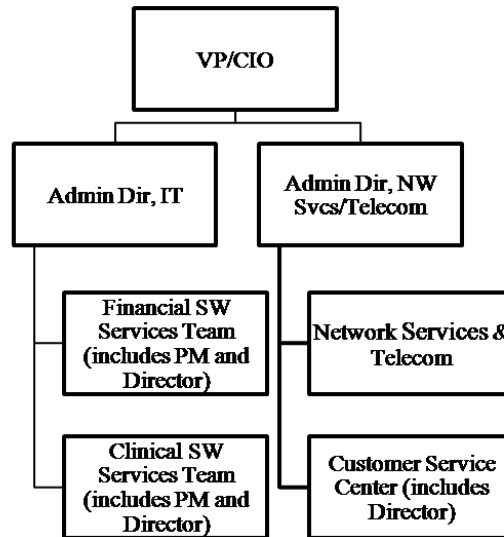 VP/CIO
Admin Dir, IT
Admin Dir, NW
Svcs/Telecom
Financial SW
Services Team
(includes PM and
Director)
Network Services &
Telecom
Clinical SW
Services Team
(includes PM and
Director)
Customer Service
Center (includes
Director)